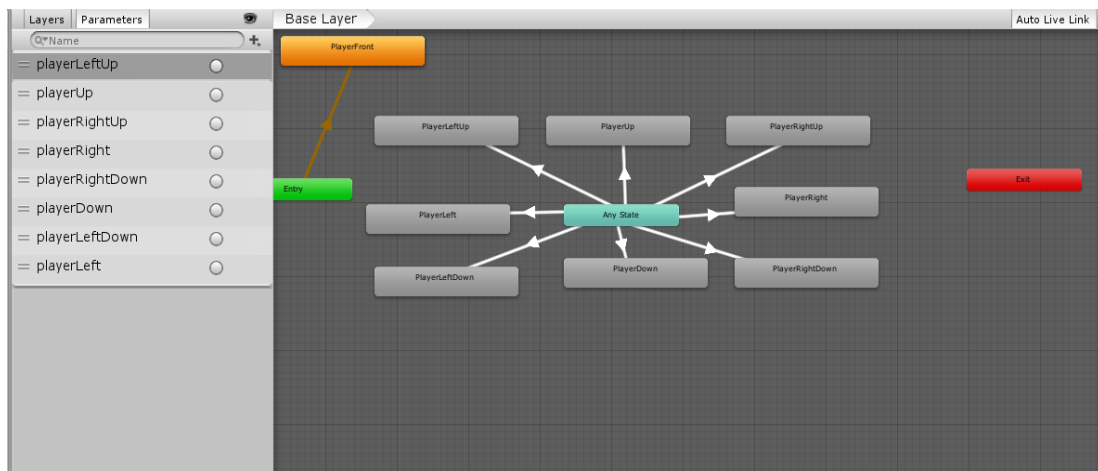 Layers Parameters
Name
playerLeftUp
playerUp
playerRightUp
playerRight
playerRightDown
playerDown
playerLeftDown
playerLeft
Base Layer Auto Live Link
PlayerFront
PlayerLeftUp PlayerUp PlayerRightUp
Entry Exit
PlayerLeft Any State PlayerRight
PlayerLeftDown PlayerDown PlayerRightDown